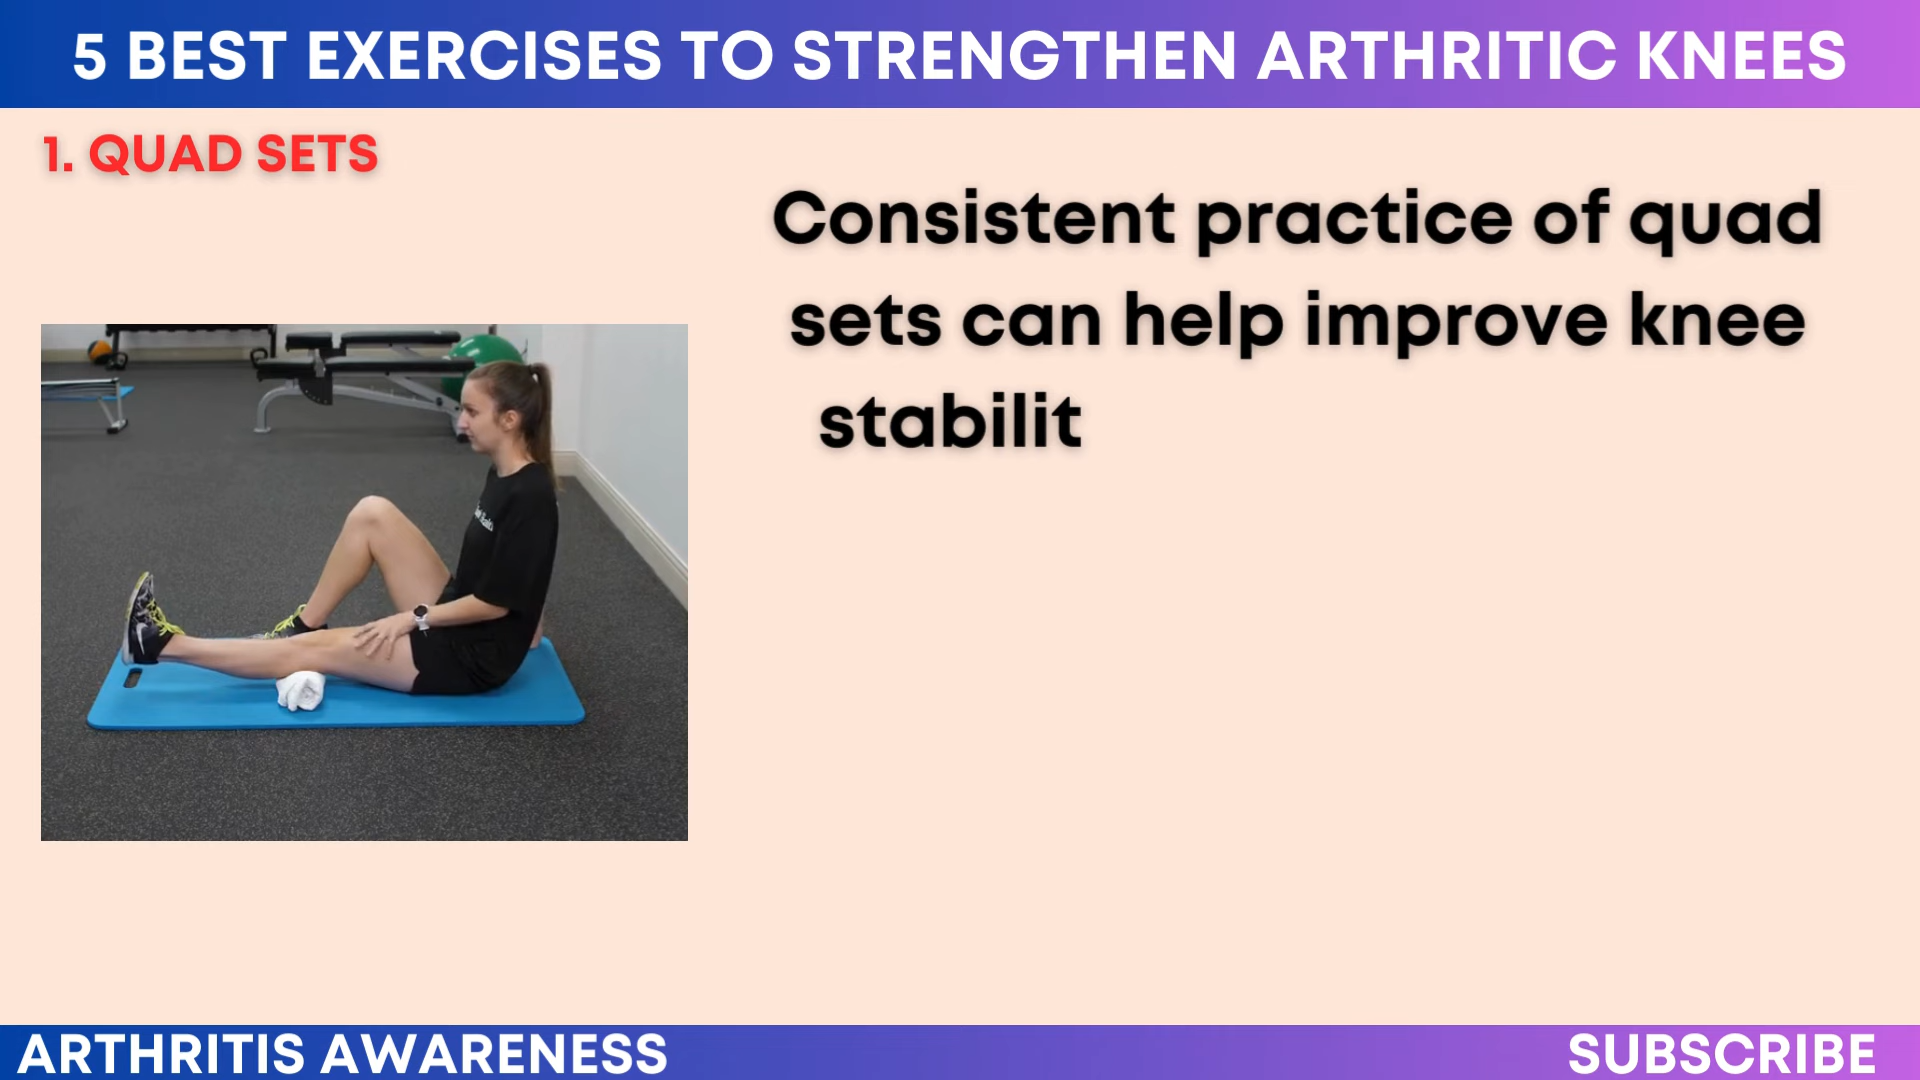 5 BEST EXERCISES TO STRENGTHEN ARTHRITIC KNEES
1. QUAD SETS
Consistent practice of quad
sets can help improve knee
stabilit
ARTHRITIS AWARENESS
SUBSCRIBE